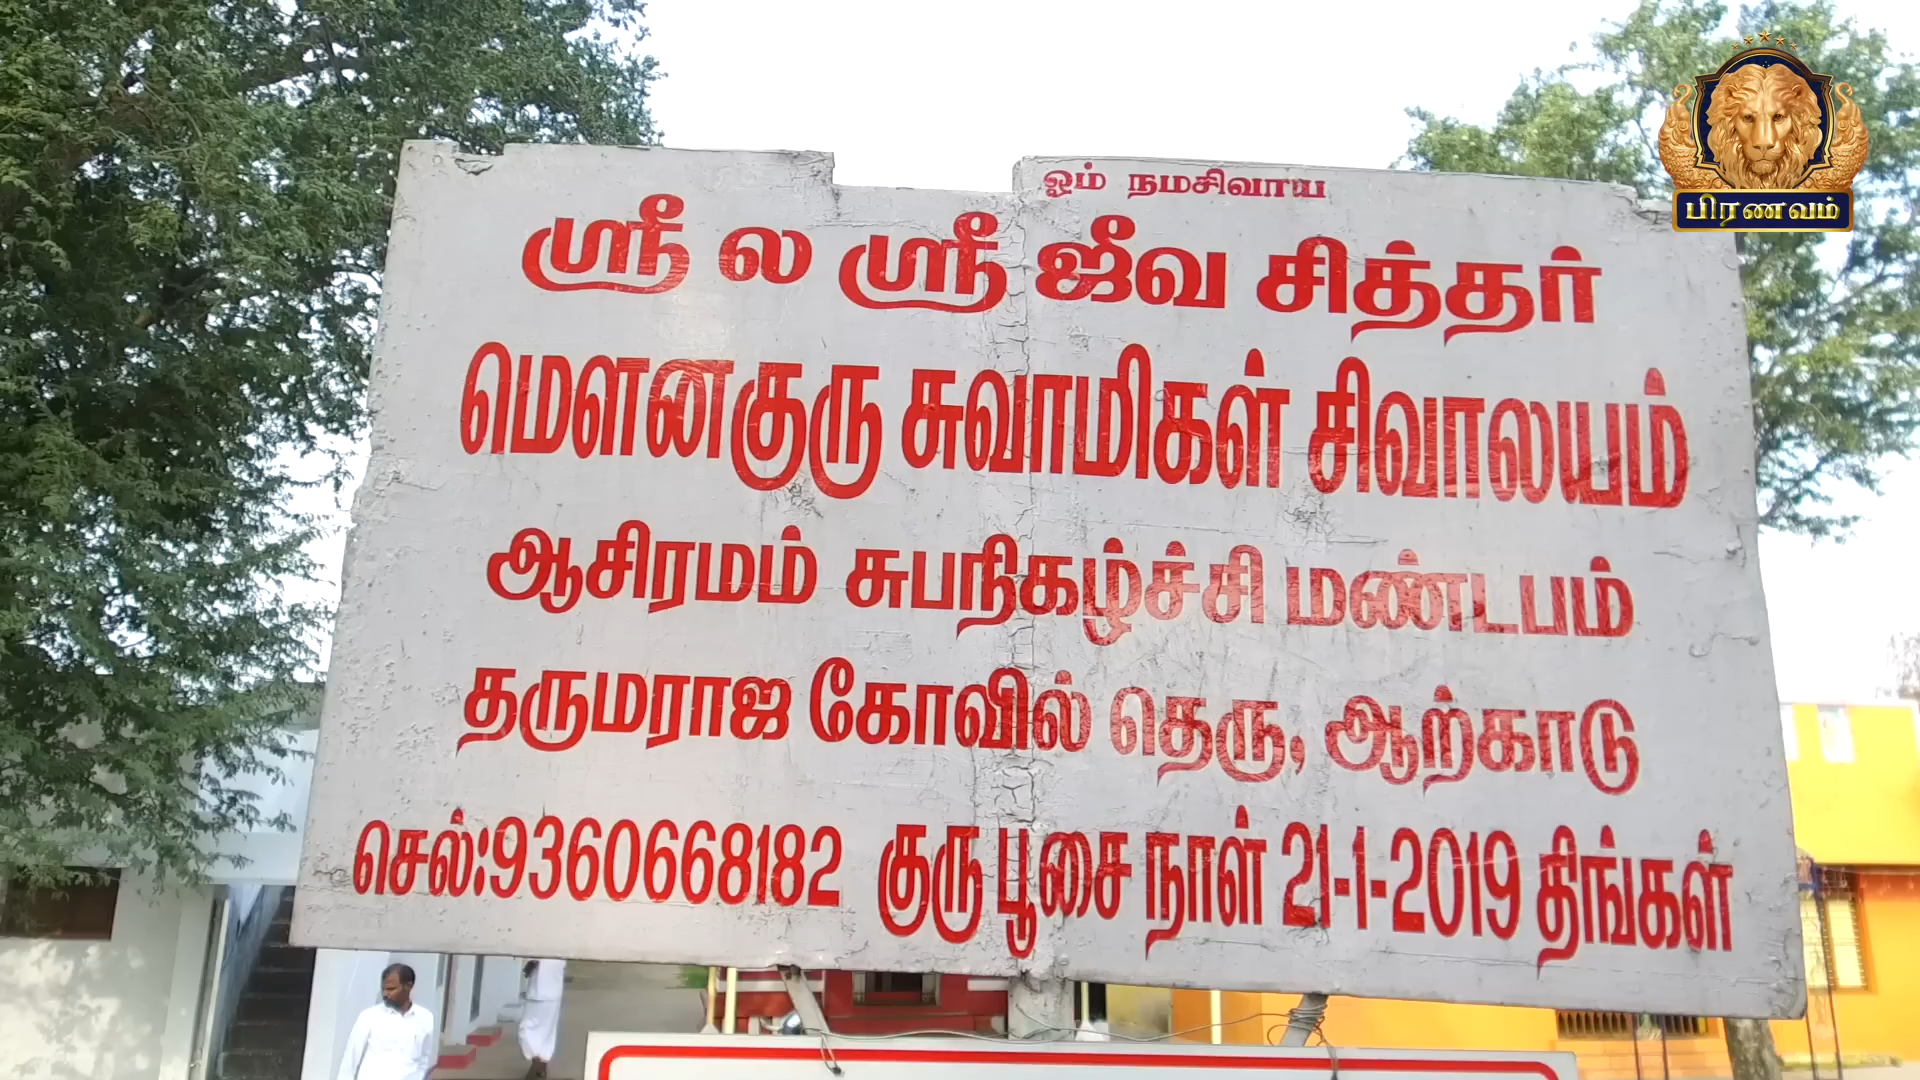 ஓம் நமசிவாய
ஸ்ரீ ல ஸ்ரீ ஜீவ சித்தர்
மௌனகுரு சுவாமிகள் சிவாலயம்
ஆசிரமம் சுபநிகழ்ச்சி மண்டபம்
தருமராஜ கோவில் தெரு, ஆற்காடு
செல்:9360668182 குரு பூசை நாள் 21-1-2019 திங்கள்
பிரணவம்